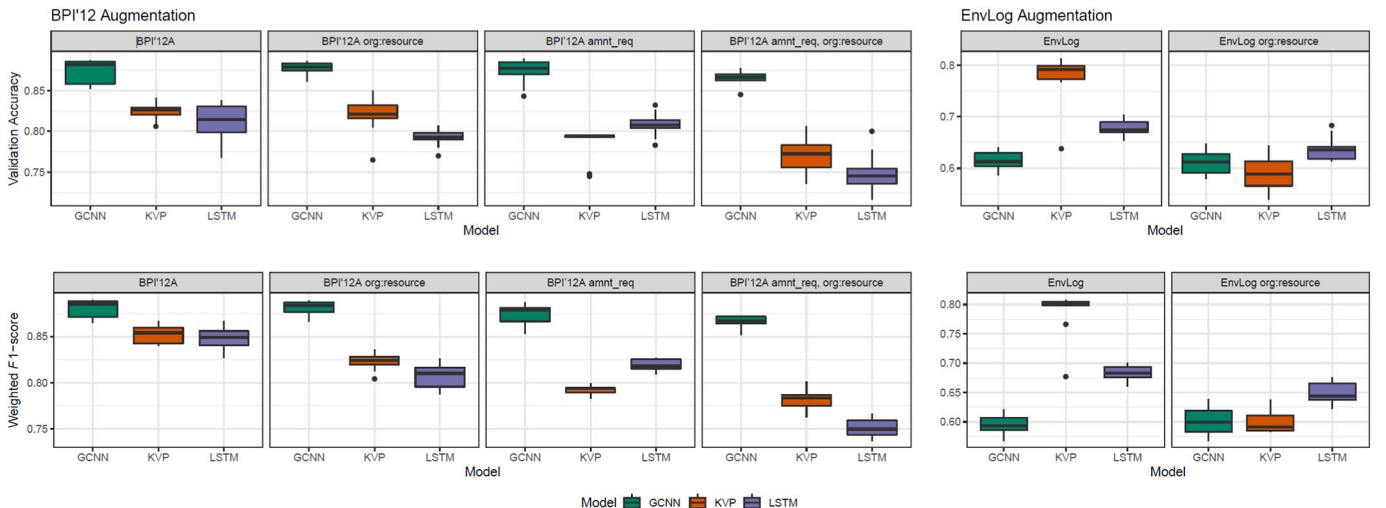 BPI'12 Augmentation
EnvLog Augmentation
BPI'12A
BPI'12A org:resource
BPI'12A amnt_req
BPI'12A amnt_req, org:resource
EnvLog
EnvLog org:resource
Validation Accuracy
0.85
0.80
0.75
0.8
0.7
0.6
GCNN KVP LSTM
GCNN KVP LSTM
GCNN KVP LSTM
GCNN KVP LSTM
GCNN KVP LSTM
GCNN KVP LSTM
Model
Model
BPI'12A
BPI'12A org:resource
BPI'12A amnt_req
BPI'12A amnt_req, org:resource
EnvLog
EnvLog org:resource
Weighted F1-score
0.85
0.80
0.75
0.80
0.75
0.70
0.65
0.60
GCNN KVP LSTM
GCNN KVP LSTM
GCNN KVP LSTM
GCNN KVP LSTM
GCNN KVP LSTM
GCNN KVP LSTM
Model
Model
Model GCNN KVP LSTM